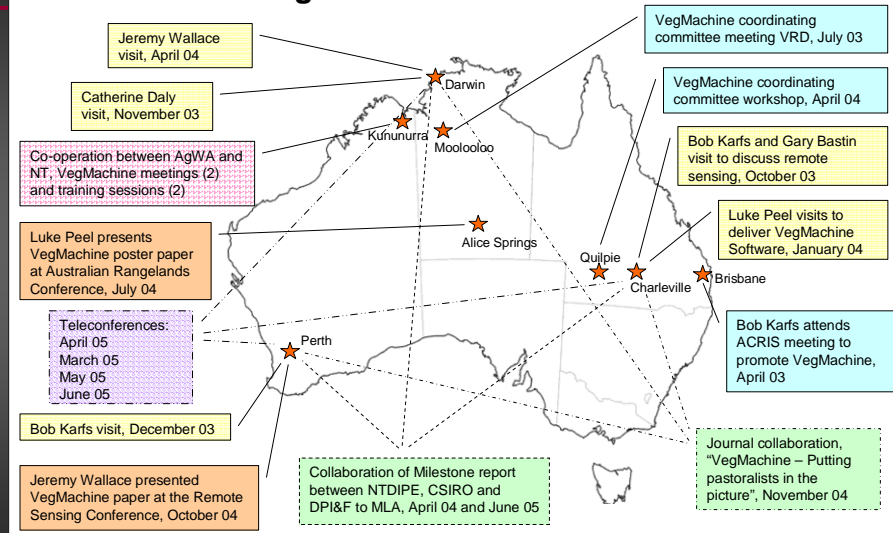 Jeremy Wallace
visit, April 04
Catherine Daly
visit, November 03
Co-operation between AgWA and
NT, VegMachine meetings (2)
and training sessions (2)
Luke Peel presents
VegMachine poster paper
at Australian Rangelands
Conference, July 04
Teleconferences:
April 05
March 05
May 05
June 05
Bob Karfs visit, December 03
Jeremy Wallace presented
VegMachine paper at the Remote
Sensing Conference, October 04
Darwin
Kununurra
Moolooloo
Alice Springs
Quilpie
Charleville
Brisbane
Perth
VegMachine coordinating
committee meeting VRD, July 03
VegMachine coordinating
committee workshop, April 04
Bob Karfs and Gary Bastin
visit to discuss remote
sensing, October 03
Luke Peel visits to
deliver VegMachine
Software, January 04
Bob Karfs attends
ACRIS meeting to
promote VegMachine,
April 03
Collaboration of Milestone report
between NTDIPE, CSIRO and
DPI&F to MLA, April 04 and June 05
Journal collaboration,
“VegMachine – Putting
pastoralists in the
picture”, November 04